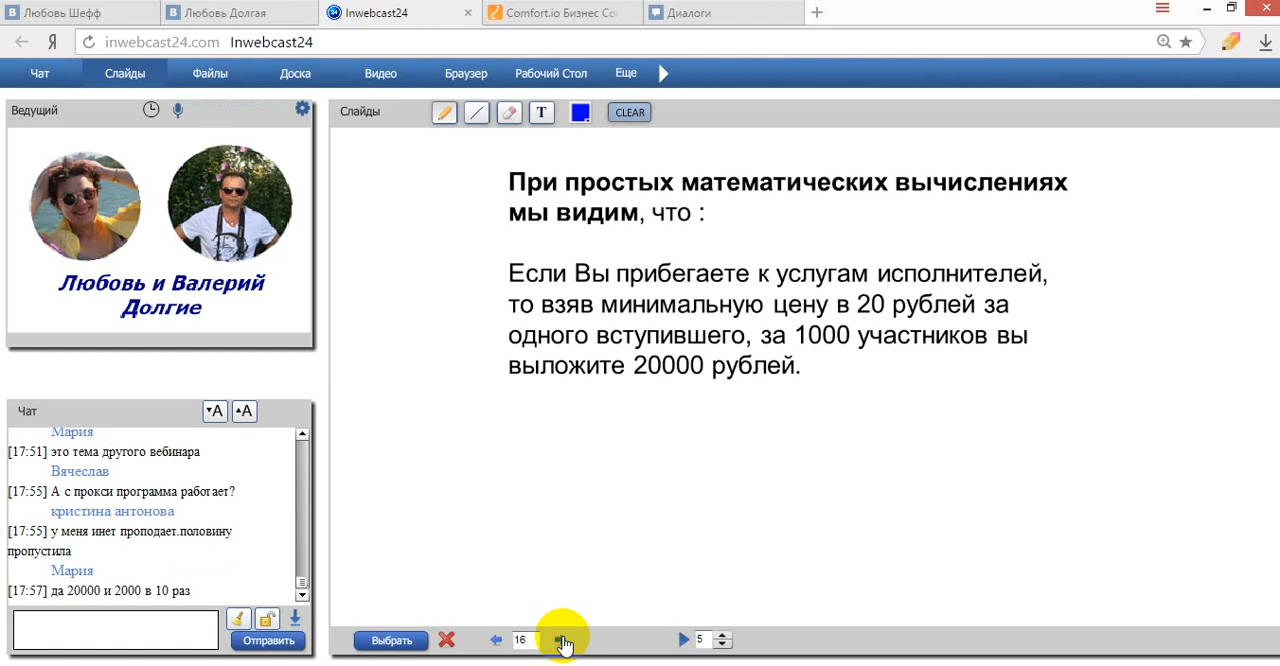 Любовь Шефф
Любовь Долгая
Inwebcast24
Comfort.io Бизнес Со
Диалоги
Я
inwebcast24.com Inwebcast24
Чат
Слайды
Файлы
Доска
Видео
Браузер
Рабочий Стол
Еще
Ведущий
Любовь и Валерий
Долгие
Слайды
T
CLEAR
При простых математических вычислениях
мы видим, что :
Если Вы прибегаете к услугам исполнителей,
то взяв минимальную цену в 20 рублей за
одного вступившего, за 1000 участников вы
выложите 20000 рублей.
Чат
A
A
Мария
[17:51] это тема другого вебинара
Вячеслав
[17:55] А с прокси программа работает?
кристина антонова
[17:55] у меня инет проподает.половину
пропустила
Мария
[17:57] да 20000 и 2000 в 10 раз
Отправить
Выбрать
16
5